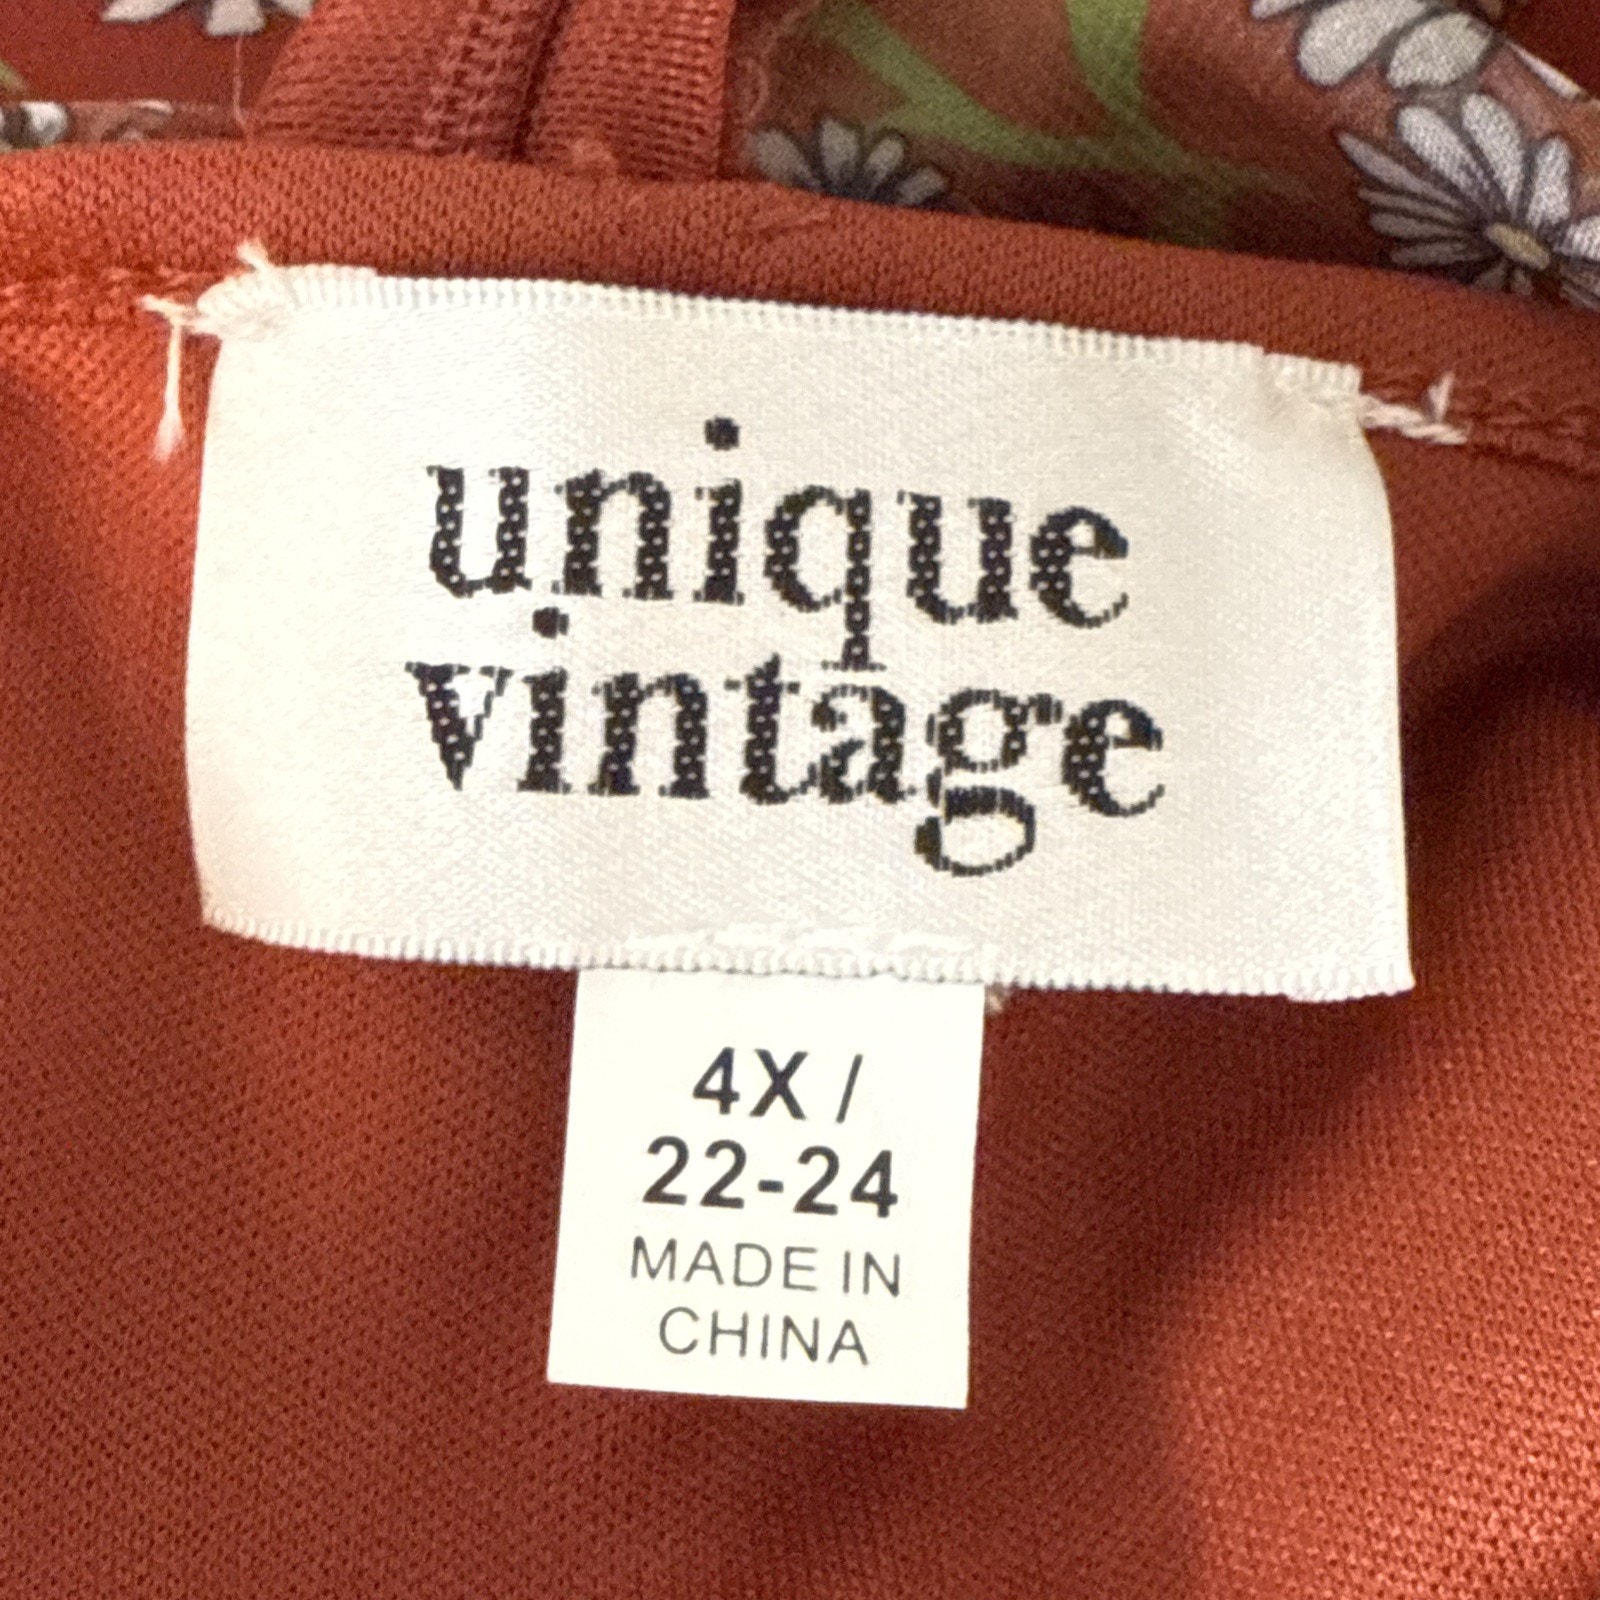 unique
vintage
4X /
22-24
MADE IN
CHINA